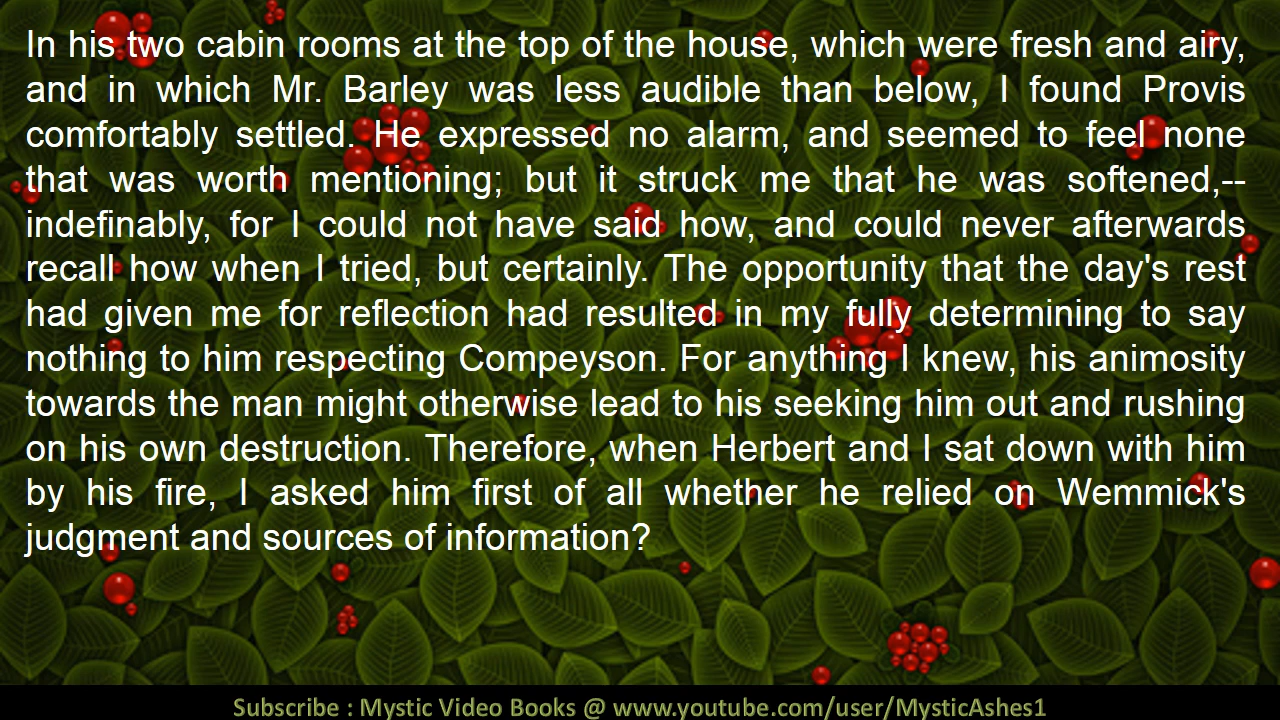 In his two cabin rooms at the top of the house, which were fresh and airy,
and in which Mr. Barley was less audible than below, I found Provis
comfortably settled. He expressed no alarm, and seemed to feel none
that was worth mentioning; but it struck me that he was softened,--
indefinably, for I could not have said how, and could never afterwards
recall how when I tried, but certainly. The opportunity that the day's rest
had given me for reflection had resulted in my fully determining to say
nothing to him respecting Compeyson. For anything I knew, his animosity
towards the man might otherwise lead to his seeking him out and rushing
on his own destruction. Therefore, when Herbert and I sat down with him
by his fire, I asked him first of all whether he relied on Wemmick's
judgment and sources of information?
Subscribe : Mystic Video Books @ www.youtube.com/user/MysticAshes1